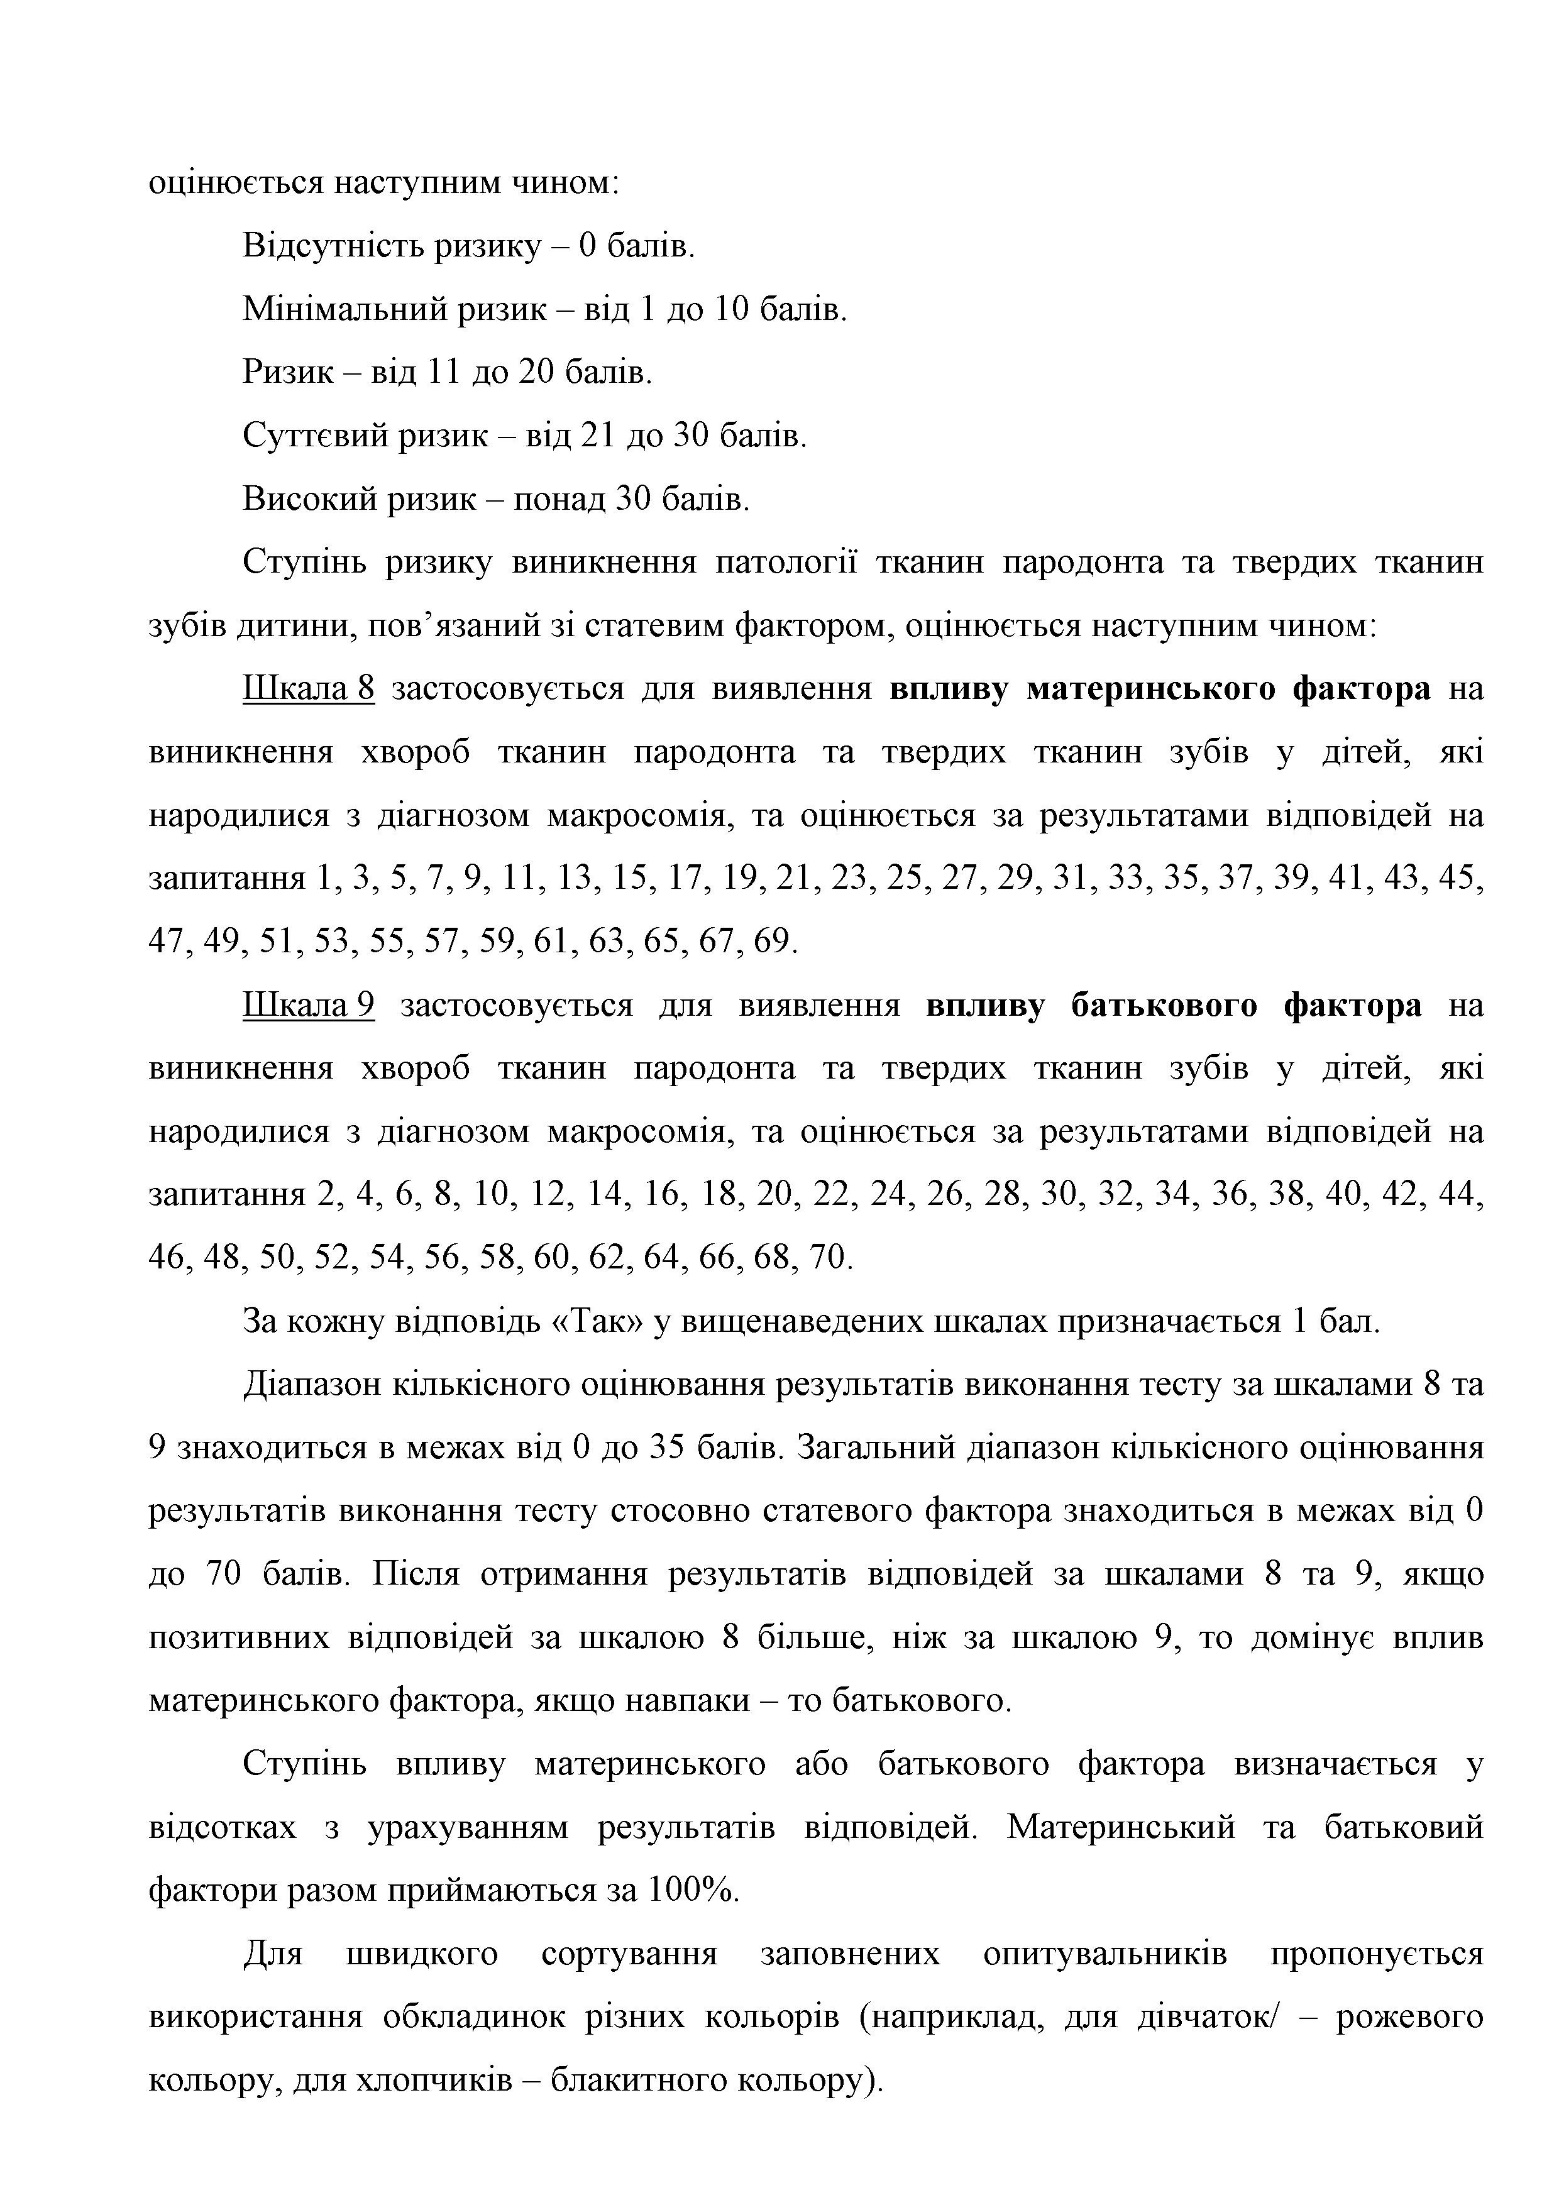 оцінюється наступним чином:
Відсутність ризику – 0 балів.
Мінімальний ризик – від 1 до 10 балів.
Ризик – від 11 до 20 балів.
Суттєвий ризик – від 21 до 30 балів.
Високий ризик – понад 30 балів.
Ступінь ризику виникнення патології тканин пародонта та твердих тканин
зубів дитини, пов’язаний зі статевим фактором, оцінюється наступним чином:
Шкала 8 застосовується для виявлення впливу материнського фактора на
виникнення хвороб тканин пародонта та твердих тканин зубів у дітей, які
народилися з діагнозом макросомія, та оцінюється за результатами відповідей на
запитання 1, 3, 5, 7, 9, 11, 13, 15, 17, 19, 21, 23, 25, 27, 29, 31, 33, 35, 37, 39, 41, 43, 45,
47, 49, 51, 53, 55, 57, 59, 61, 63, 65, 67, 69.
Шкала 9 застосовується для виявлення впливу батькового фактора на
виникнення хвороб тканин пародонта та твердих тканин зубів у дітей, які
народилися з діагнозом макросомія, та оцінюється за результатами відповідей на
запитання 2, 4, 6, 8, 10, 12, 14, 16, 18, 20, 22, 24, 26, 28, 30, 32, 34, 36, 38, 40, 42, 44,
46, 48, 50, 52, 54, 56, 58, 60, 62, 64, 66, 68, 70.
За кожну відповідь «Так» у вищенаведених шкалах призначається 1 бал.
Діапазон кількісного оцінювання результатів виконання тесту за шкалами 8 та
9 знаходиться в межах від 0 до 35 балів. Загальний діапазон кількісного оцінювання
результатів виконання тесту стосовно статевого фактора знаходиться в межах від 0
до 70 балів. Після отримання результатів відповідей за шкалами 8 та 9, якщо
позитивних відповідей за шкалою 8 більше, ніж за шкалою 9, то домінує вплив
материнського фактора, якщо навпаки – то батькового.
Ступінь впливу материнського або батькового фактора визначається у
відсотках з урахуванням результатів відповідей. Материнський та батьковий
фактори разом приймаються за 100%.
Для швидкого сортування заповнених опитувальників пропонується
використання обкладинок різних кольорів (наприклад, для дівчаток/ – рожевого
кольору, для хлопчиків – блакитного кольору).